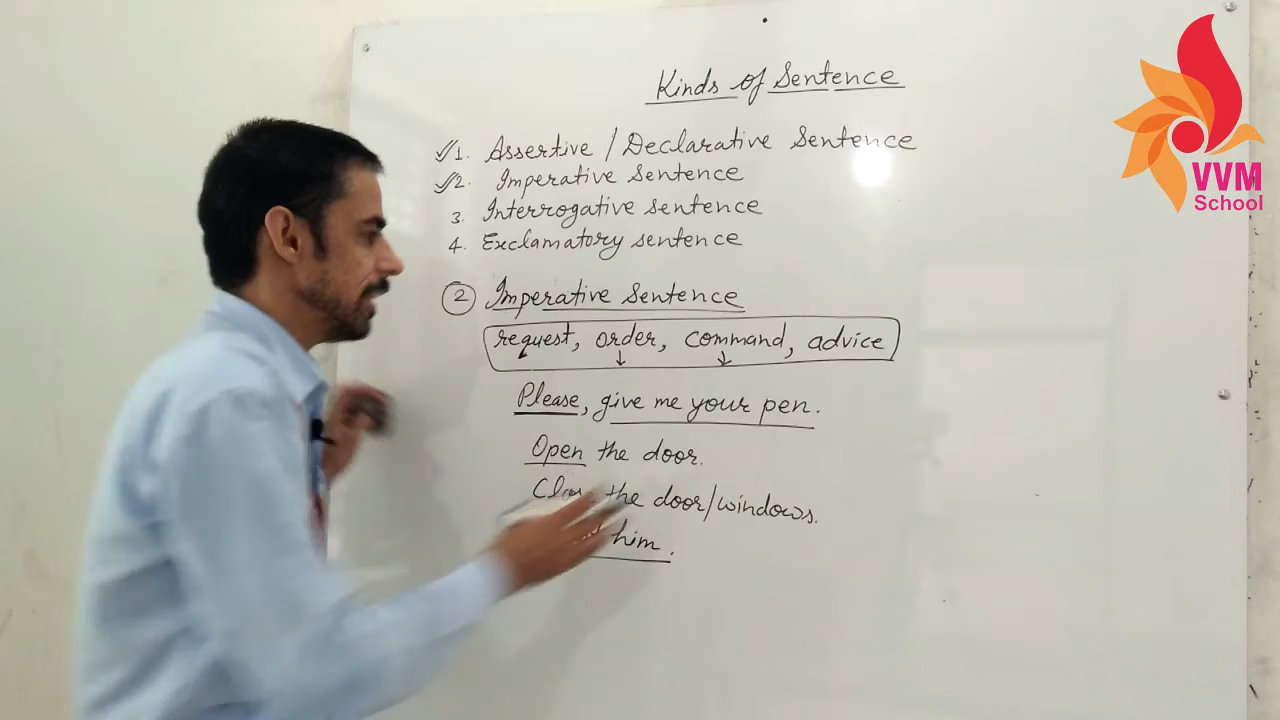 Kinds of Sentence
1. Assertive / Declarative Sentence
2. Imperative Sentence
3. Interrogative sentence
4. Exclamatory sentence
2 Imperative Sentence
request, order, command, advice
Please, give me your pen.
Open the door.
the door/windows.
him.
VVM
School